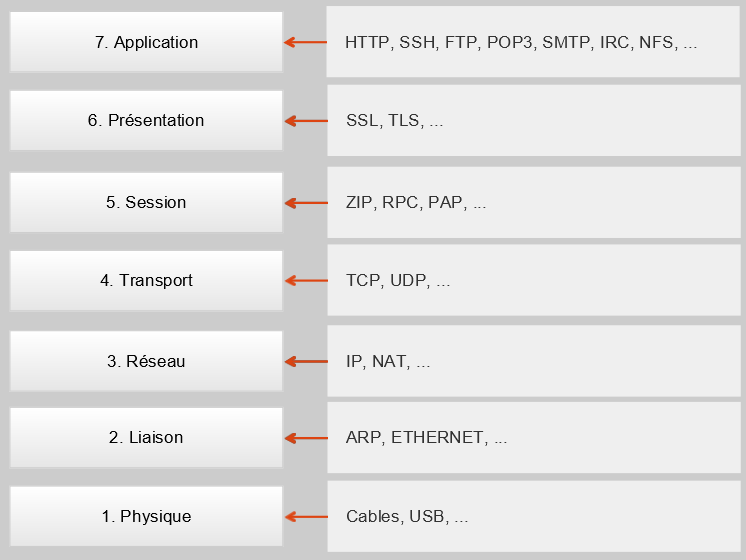 7. Application
HTTP, SSH, FTP, POP3, SMTP, IRC, NFS, ...
6. Présentation
SSL, TLS, ...
5. Session
ZIP, RPC, PAP, ...
4. Transport
TCP, UDP, ...
3. Réseau
IP, NAT, ...
2. Liaison
ARP, ETHERNET, ...
1. Physique
Cables, USB, ...